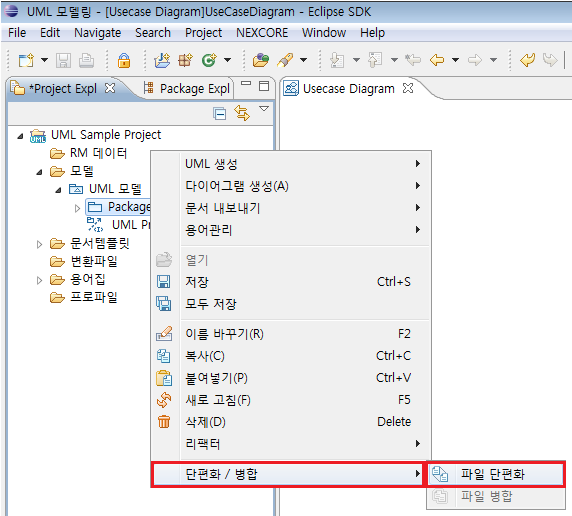 UML 모델링 - [Usecase Diagram]UseCaseDiagram - Eclipse SDK
File Edit Navigate Search Project NEXCORE Window Help
*Project Expl Package Expl Usecase Diagram
UML Sample Project
RM 데이터
모델
UML 모델
Package
UML Pr
문서템플릿
변환파일
용어집
프로파일
UML 생성
다이어그램 생성(A)
문서 내보내기
용어관리
열기
저장 Ctrl+S
모두 저장
이름 바꾸기(R) F2
복사(C) Ctrl+C
붙여넣기(P) Ctrl+V
새로 고침(F) F5
삭제(D) Delete
리팩터
단편화 / 병합
파일 단편화
파일 병합